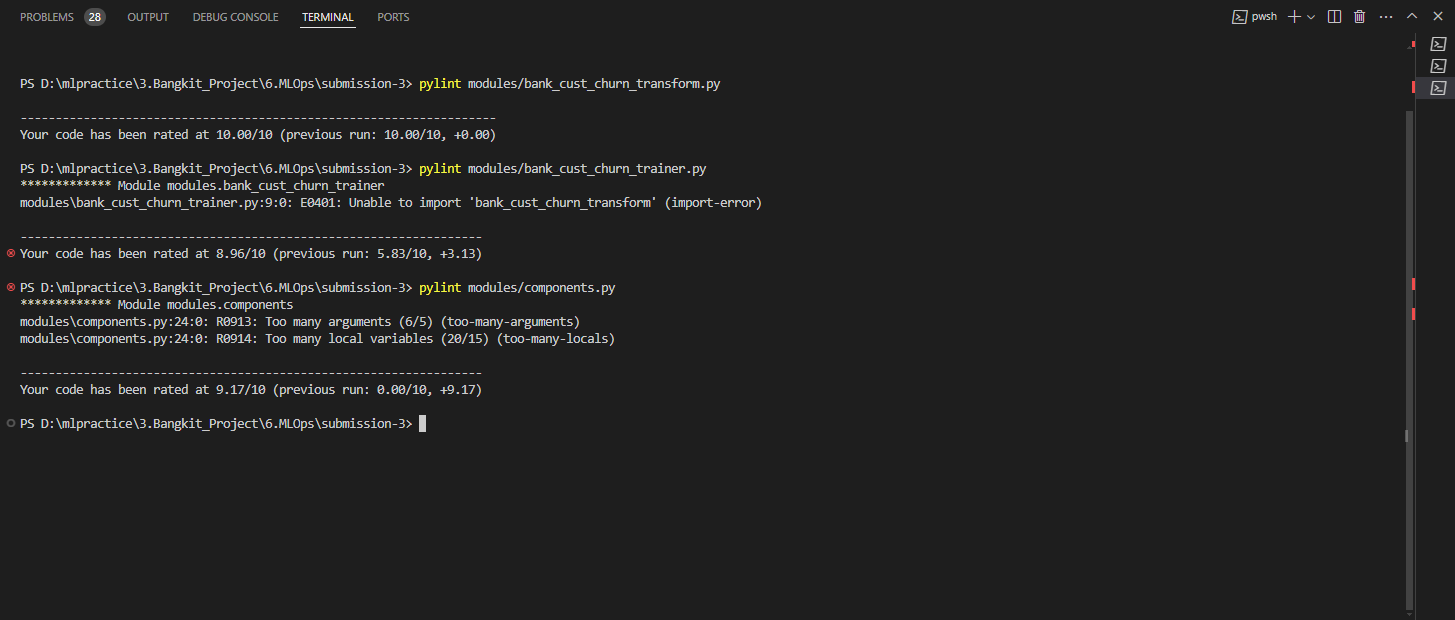 PROBLEMS 28 OUTPUT DEBUG CONSOLE TERMINAL PORTS pwsh
PS D:\mlpractice\3.Bangkit_Project\6.MLOps\submission-3> pylint modules/bank_cust_churn_transform.py
--------------------------------------------------------------------
Your code has been rated at 10.00/10 (previous run: 10.00/10, +0.00)
PS D:\mlpractice\3.Bangkit_Project\6.MLOps\submission-3> pylint modules/bank_cust_churn_trainer.py
************* Module modules.bank_cust_churn_trainer
modules\bank_cust_churn_trainer.py:9:0: E0401: Unable to import 'bank_cust_churn_transform' (import-error)
------------------------------------------------------------------
Your code has been rated at 8.96/10 (previous run: 5.83/10, +3.13)
PS D:\mlpractice\3.Bangkit_Project\6.MLOps\submission-3> pylint modules/components.py
************* Module modules.components
modules\components.py:24:0: R0913: Too many arguments (6/5) (too-many-arguments)
modules\components.py:24:0: R0914: Too many local variables (20/15) (too-many-locals)
------------------------------------------------------------------
Your code has been rated at 9.17/10 (previous run: 0.00/10, +9.17)
PS D:\mlpractice\3.Bangkit_Project\6.MLOps\submission-3>